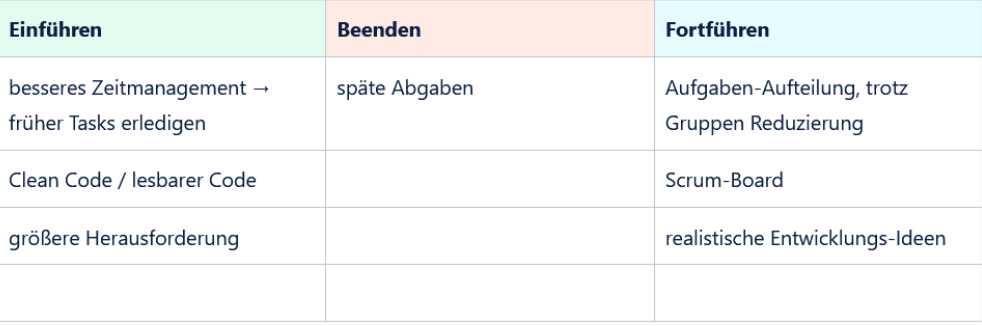 Einführen
Beenden
Fortführen
besseres Zeitmanagement →
früher Tasks erledigen
späte Abgaben
Aufgaben-Aufteilung, trotz
Gruppen Reduzierung
Clean Code / lesbarer Code
Scrum-Board
größere Herausforderung
realistische Entwicklungs-Ideen